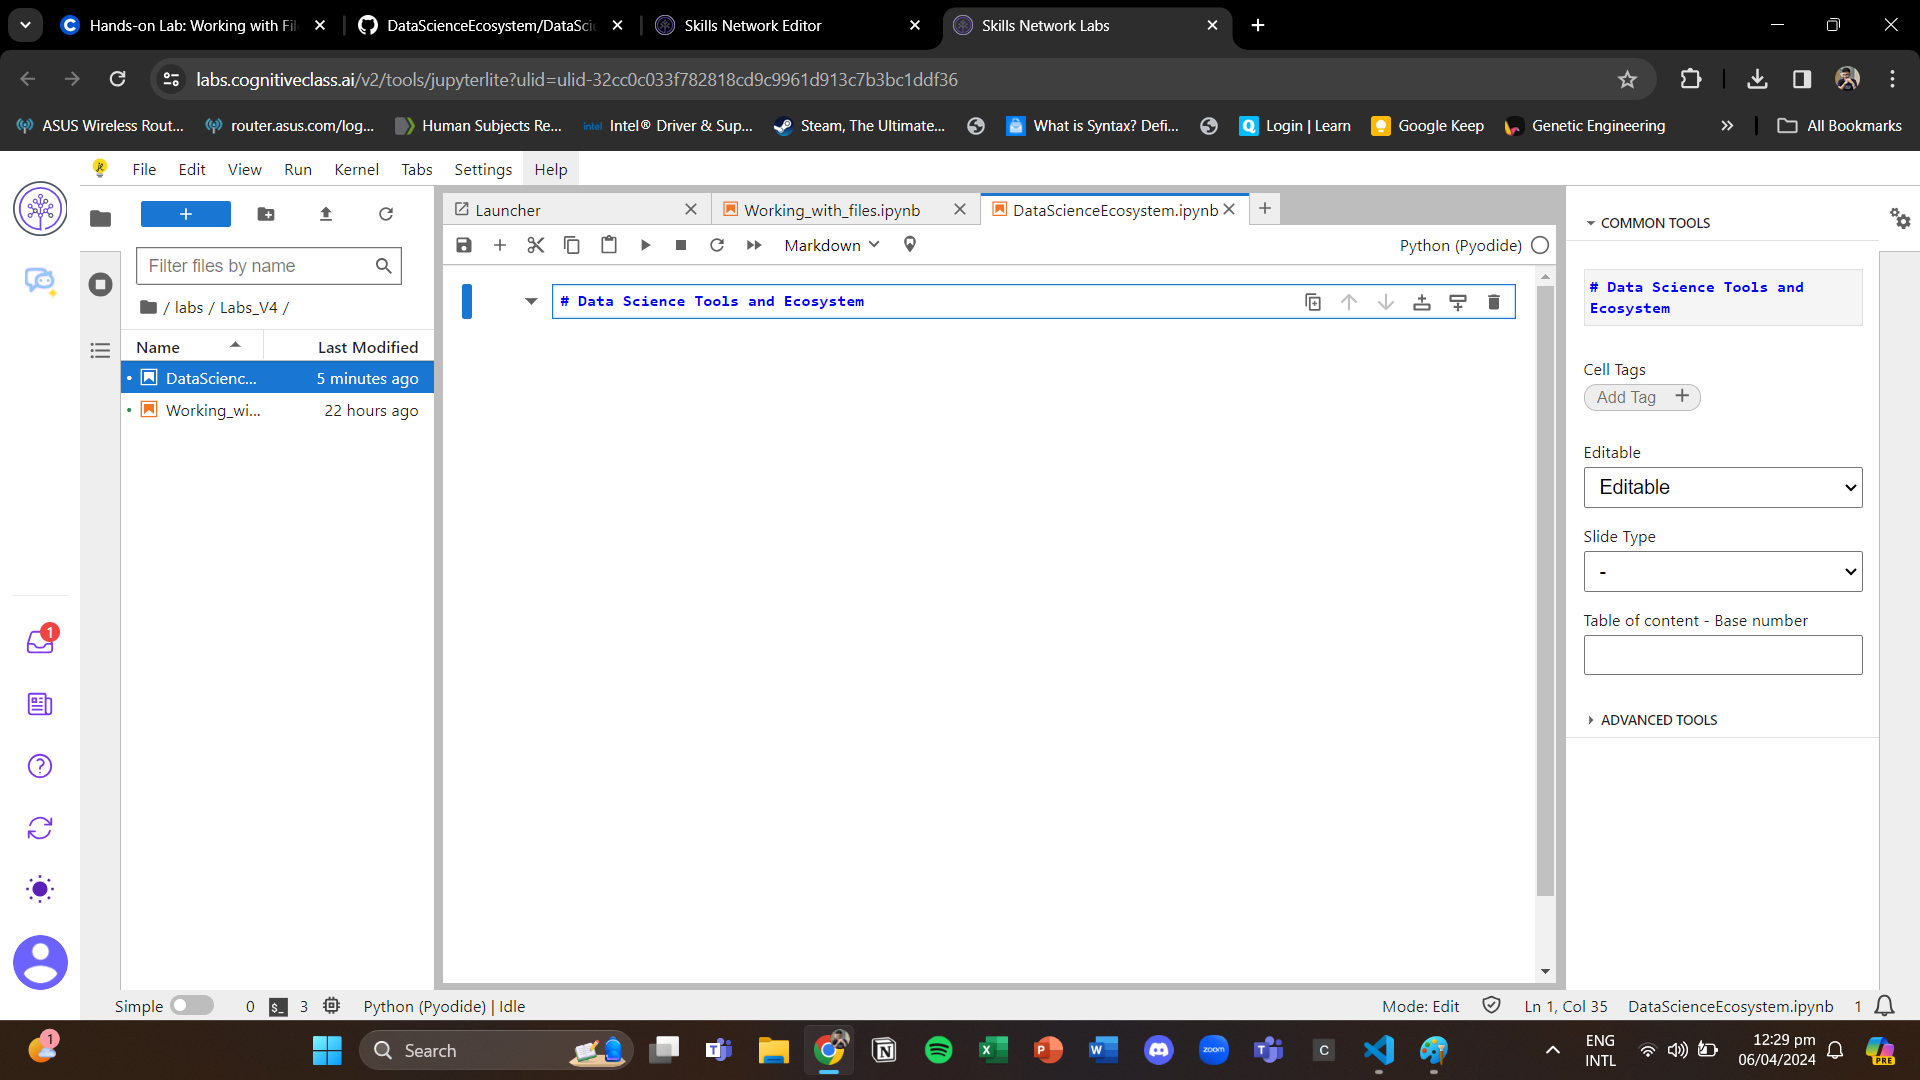 Hands-on Lab: Working with Fil
DataScienceEcosystem/DataScie
Skills Network Editor
Skills Network Labs
labs.cognitiveclass.ai/v2/tools/jupyterlite?ulid=ulid-32cc0c033f782818cd9c9961d913c7b3bc1ddf36
ASUS Wireless Rout...
router.asus.com/log...
Human Subjects Re...
intel Intel® Driver & Sup...
Steam, The Ultimate...
What is Syntax? Defi...
Login | Learn
Google Keep
Genetic Engineering
All Bookmarks
File Edit View Run Kernel Tabs Settings Help
Launcher
Working_with_files.ipynb
DataScienceEcosystem.ipynb
Markdown
Python (Pyodide)
Filter files by name
/ labs / Labs_V4 /
Name Last Modified
DataScienc... 5 minutes ago
Working_wi... 22 hours ago
# Data Science Tools and Ecosystem
COMMON TOOLS
# Data Science Tools and
Ecosystem
Cell Tags
Add Tag
Editable
Editable
Slide Type
-
Table of content - Base number
ADVANCED TOOLS
1
Simple 0 3 Python (Pyodide) | Idle
Mode: Edit Ln 1, Col 35 DataScienceEcosystem.ipynb 1
1
Search
zoom
C
ENG
INTL
12:29 pm
06/04/2024
PRE